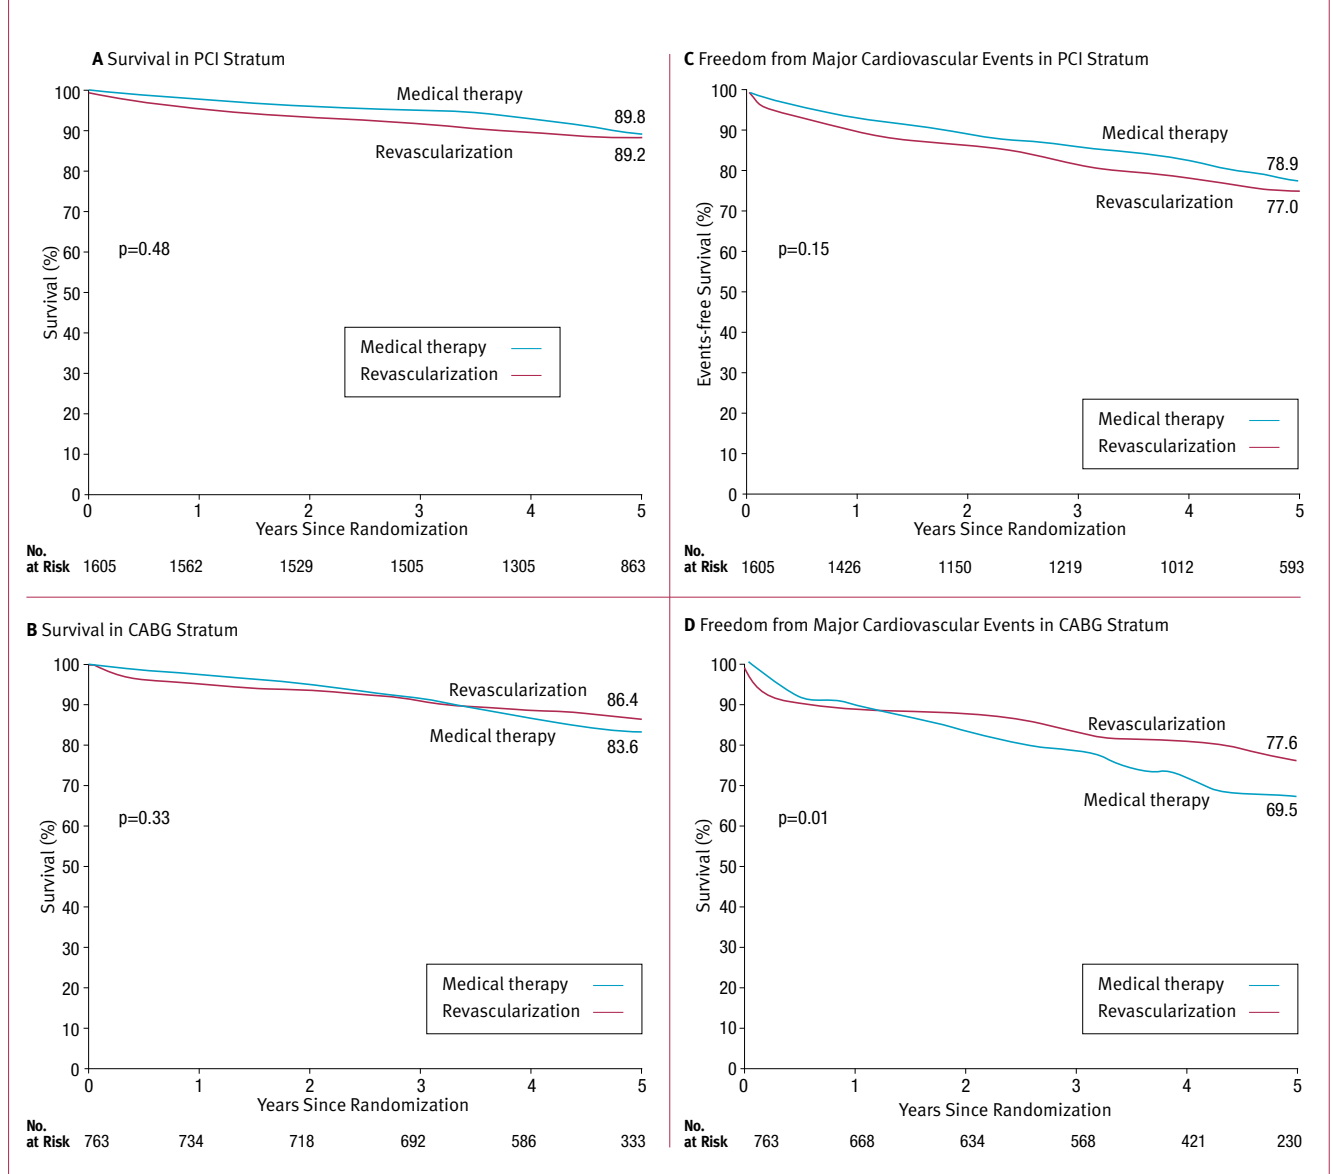 A Survival in PCI Stratum
100
90
80
70
60
50
40
30
20
10
0
Survival (%)
Medical therapy
89.8
Revascularization
89.2
p=0.48
Medical therapy
Revascularization
0 1 2 3 4 5
Years Since Randomization
No.
at Risk 1605 1562 1529 1505 1305 863
C Freedom from Major Cardiovascular Events in PCI Stratum
100
90
80
70
60
50
40
30
20
10
0
Events-free Survival (%)
Medical therapy
78.9
Revascularization
77.0
p=0.15
Medical therapy
Revascularization
0 1 2 3 4 5
Years Since Randomization
No.
at Risk 1605 1426 1150 1219 1012 593
B Survival in CABG Stratum
100
90
80
70
60
50
40
30
20
10
0
Survival (%)
Revascularization
86.4
Medical therapy
83.6
p=0.33
Medical therapy
Revascularization
0 1 2 3 4 5
Years Since Randomization
No.
at Risk 763 734 718 692 586 333
D Freedom from Major Cardiovascular Events in CABG Stratum
100
90
80
70
60
50
40
30
20
10
0
Survival (%)
Revascularization
77.6
Medical therapy
69.5
p=0.01
Medical therapy
Revascularization
0 1 2 3 4 5
Years Since Randomization
No.
at Risk 763 668 634 568 421 230